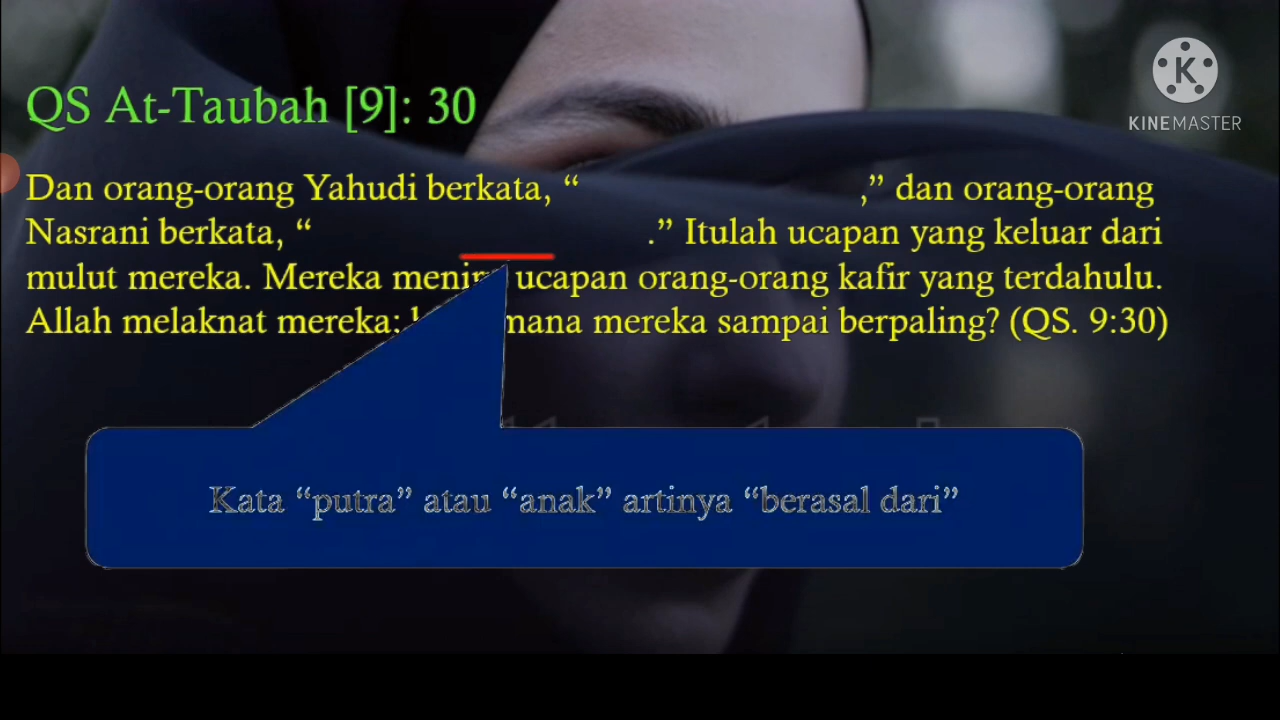 QS At-Taubah [9]: 30
KINEMASTER
Dan orang-orang Yahudi berkata, “ ,” dan orang-orang
Nasrani berkata, “ .” Itulah ucapan yang keluar dari
mulut mereka. Mereka meniru ucapan orang-orang kafir yang terdahulu.
Allah melaknat mereka; mana mereka sampai berpaling? (QS. 9:30)
Kata “putra” atau “anak” artinya “berasal dari”